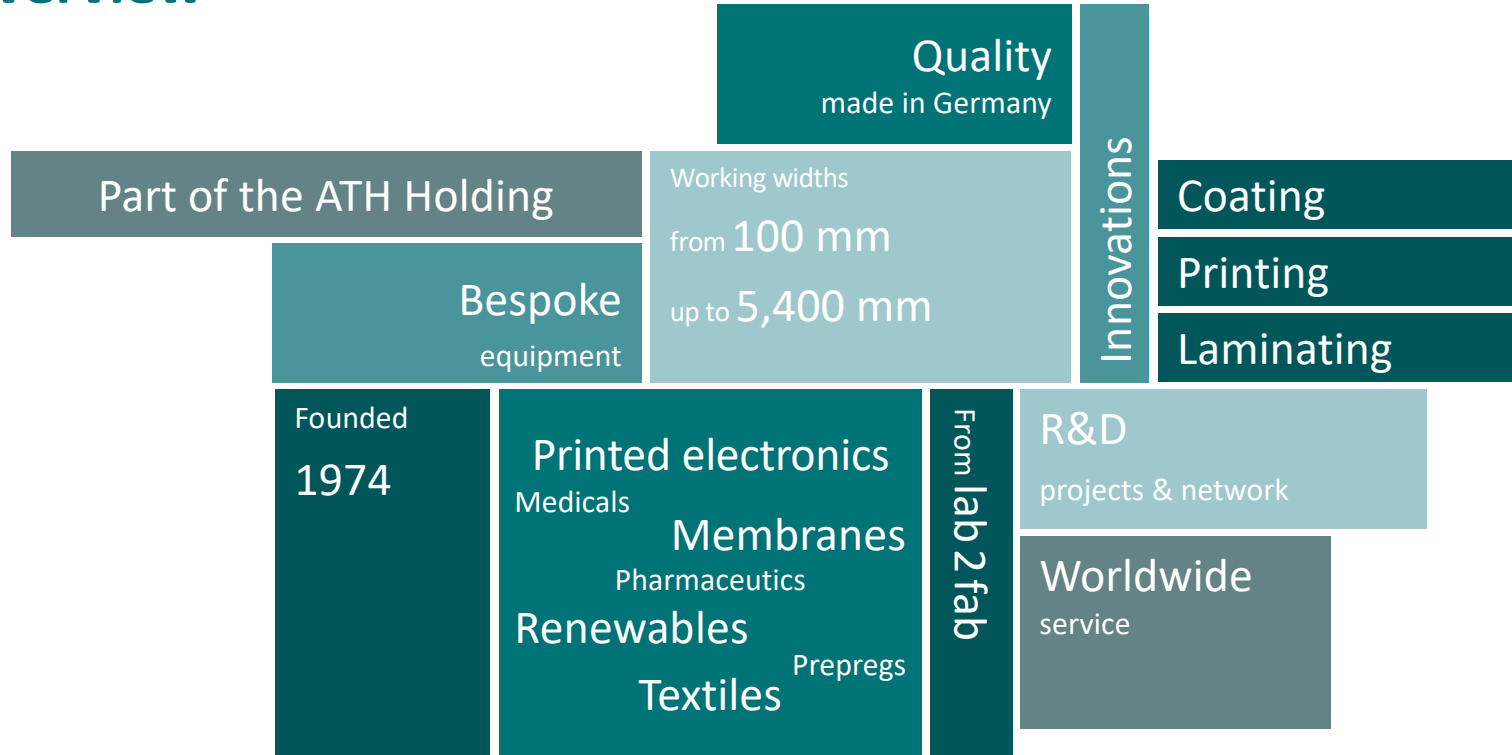 verview
Quality
made in Germany
Part of the ATH Holding
Working widths
from 100 mm
up to 5,400 mm
Innovations
Coating
Printing
Laminating
Bespoke
equipment
Founded
1974
Printed electronics
Medicals
Membranes
Pharmaceutics
Renewables
Prepregs
Textiles
From lab 2 fab
R&D
projects & network
Worldwide
service